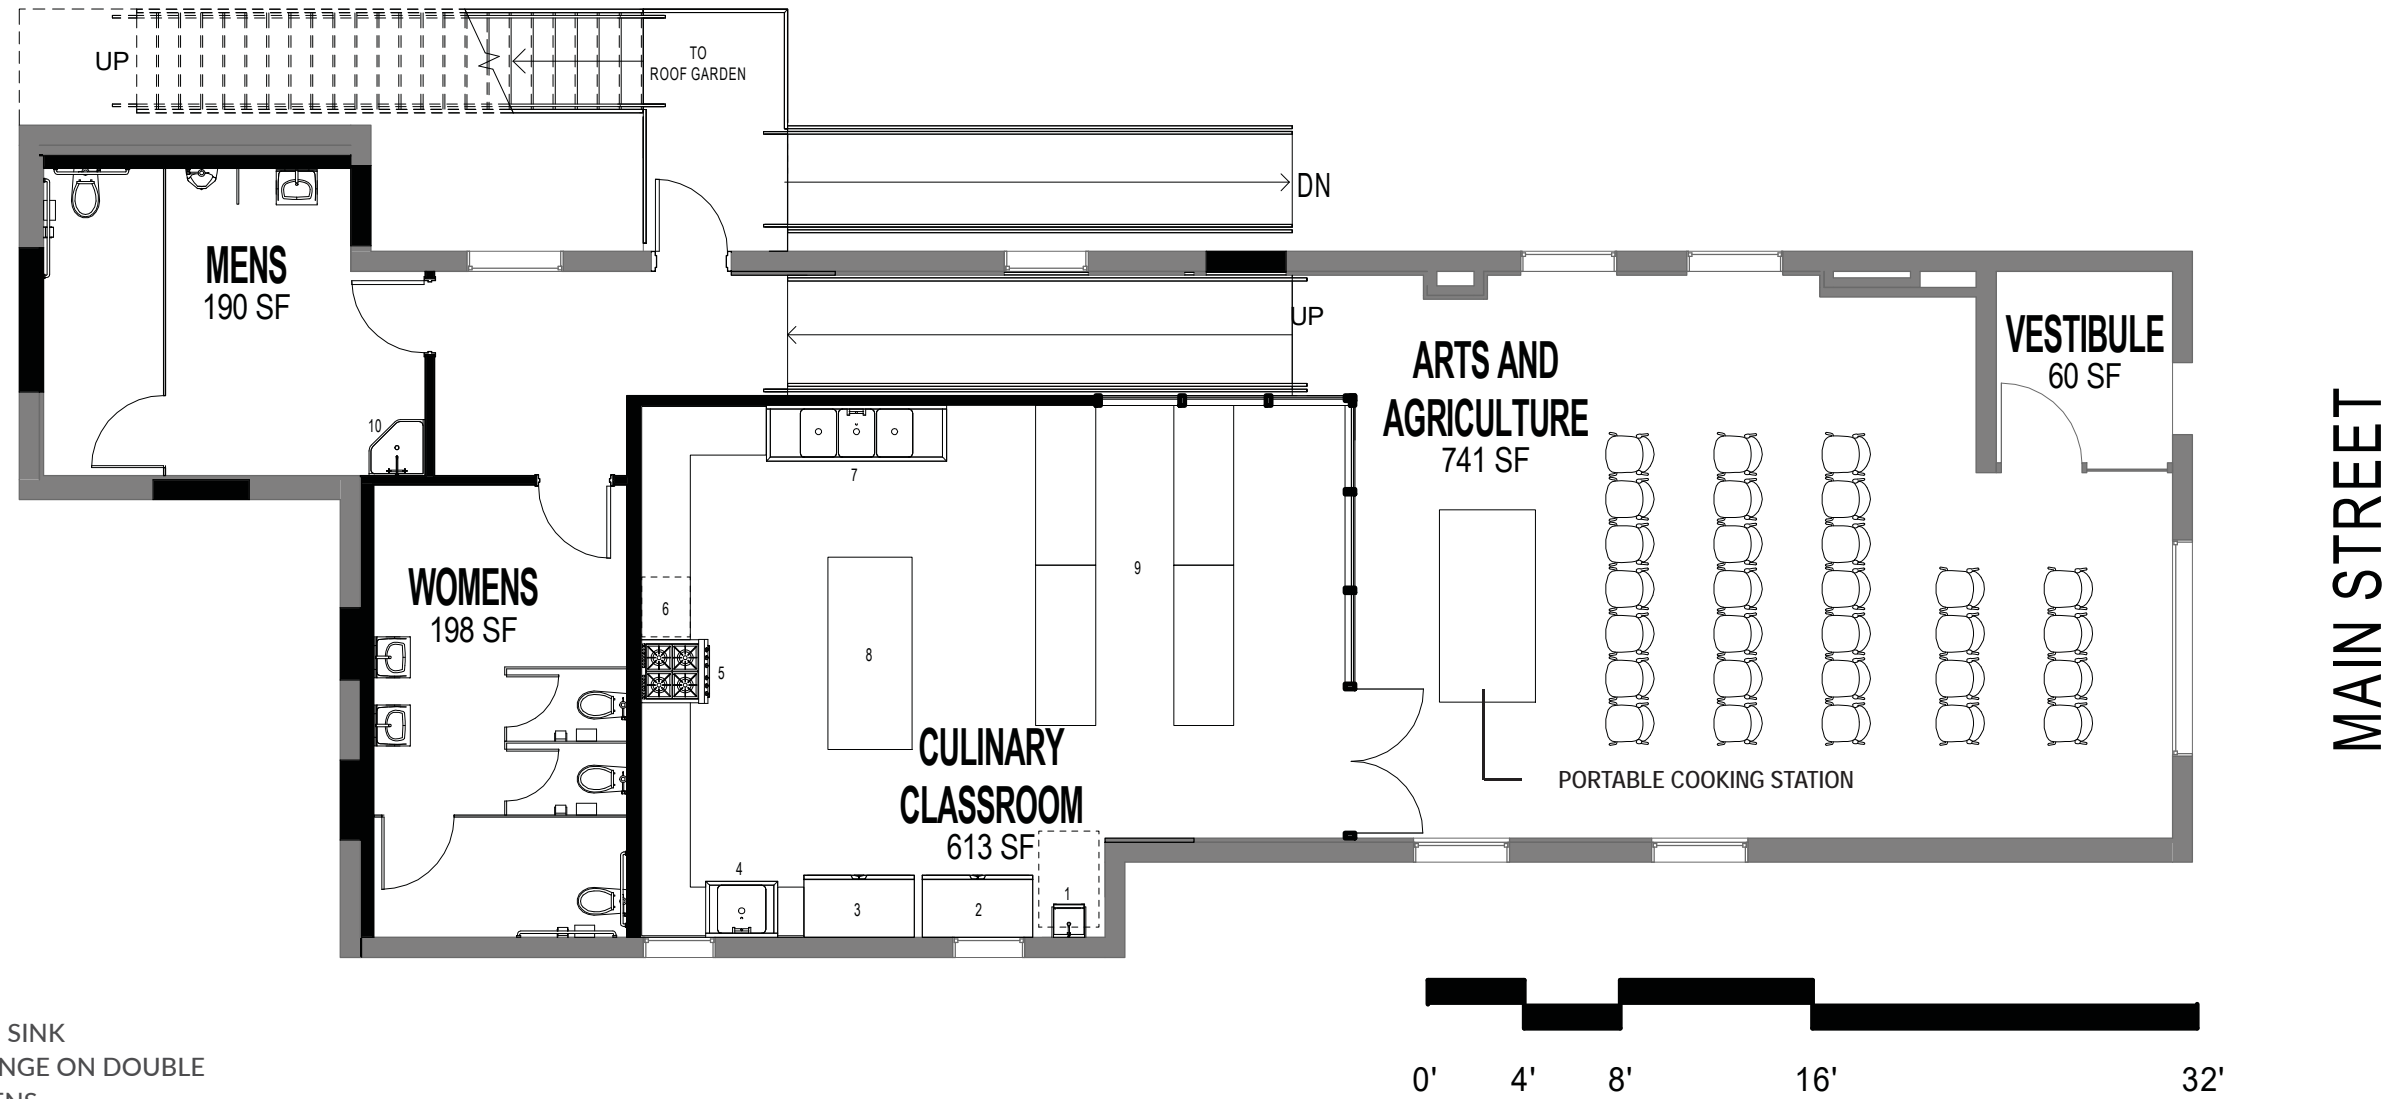 UP
TO
ROOF GARDEN
DN
MENS
190 SF
UP
ARTS AND
AGRICULTURE
741 SF
VESTIBULE
60 SF
MAIN STREET
10
7
9
WOMENS
198 SF
6
5
8
CULINARY
CLASSROOM
613 SF
PORTABLE COOKING STATION
4
3
2
1
SINK
NGE ON DOUBLE
ENS
0' 4' 8' 16' 32'